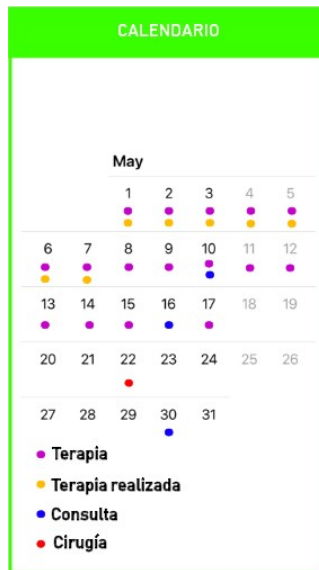 CALENDARIO
May
1 2 3 4 5
6 7 8 9 10 11 12
13 14 15 16 17 18 19
20 21 22 23 24 25 26
27 28 29 30 31
Terapia
Terapia realizada
Consulta
Cirugía